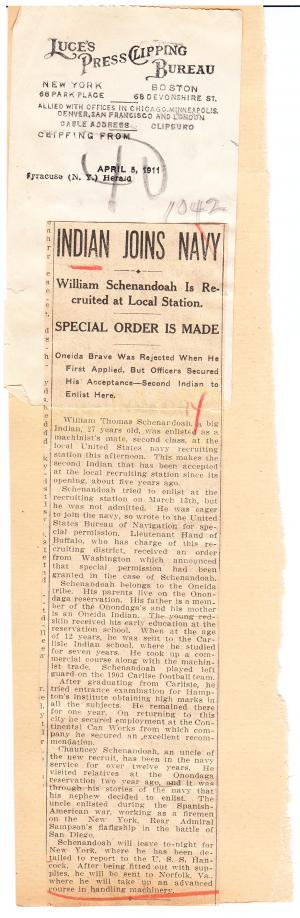 LUCE'S
PRESS CLIPPING
BUREAU
NEW YORK BOSTON
66 PARK PLACE 68 DEVONSHIRE ST.
ALLIED WITH OFFICES IN CHICAGO, MINNEAPOLIS,
DENVER, SAN FRANCISCO AND LONDON
CABLE ADDRESS CLIPBURO
CLIPPING FROM
APRIL 5, 1911
Syracuse (N. Y.) Herald
1042
INDIAN JOINS NAVY
William Schenandoah Is Re-
cruited at Local Station.
SPECIAL ORDER IS MADE
Oneida Brave Was Rejected When He
First Applied, But Officers Secured
His Acceptance—Second Indian to
Enlist Here.
William Thomas Schenandoah, a big
Indian, 27 years old, was enlisted as a
machinist's mate, second class, at the
local United States navy recruiting
station this afternoon. This makes the
second Indian that has been accepted
at the local recruiting station since its
opening, about five years ago.
Schenandoah tried to enlist at the
recruiting station on March 15th, but
he was not admitted. He was eager
to join the navy, so wrote to the United
States Bureau of Navigation for spe-
cial permission. Lieutenant Hand of
Buffalo, who has charge of this re-
cruiting district, received an order
from Washington which announced
that special permission had been
granted in the case of Schenandoah.
Schenandoah belongs to the Oneida
tribe. His parents live on the Onon-
daga reservation. His father is a mem-
ber of the Onondaga's and his mother
is an Oneida Indian. The young red-
skin received his early education at the
reservation school. When at the age
of 12 years, he was sent to the Car-
lisle Indian school, where he studied
for seven years. He took up a com-
mercial course along with the machin-
ist trade. Schenandoah played left
guard on the 1903 Carlisle football team.
After graduating from Carlisle, he
tried entrance examination for Hamp-
ton's institute obtaining high marks in
all the subjects. He remained there
for one year. On returning to this
city he secured employment at the Con-
tinental Can Works from which com-
pany he secured an excellent recom-
mendation.
Chauncey Schenandoah, an uncle of
the new recruit, has been in the navy
service for over twelve years. He
visited relatives at the Onondaga
reservation two year ago, and it was
through his stories of the navy that
his nephew decided to enlist. The
uncle enlisted during the Spanish-
American war, working as a fireman
on the New York, Rear Admiral
Sampson's flagship in the battle of
San Diego.
Schenandoah will leave to-night for
New York, where he has been de-
tailed to report to the U. S. S. Han-
cock. After being fitted out with sup-
plies, he will be sent to Norfolk, Va.,
where he will take up an advanced
course in handling machinery.